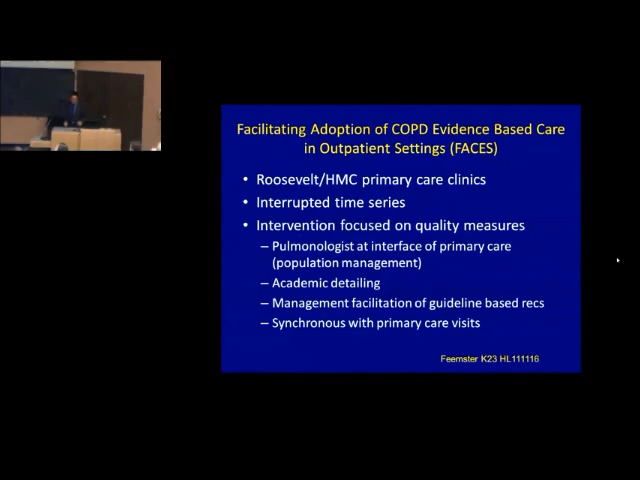 Facilitating Adoption of COPD Evidence Based Care
in Outpatient Settings (FACES)
• Roosevelt/HMC primary care clinics
• Interrupted time series
• Intervention focused on quality measures
– Pulmonologist at interface of primary care
(population management)
– Academic detailing
– Management facilitation of guideline based recs
– Synchronous with primary care visits
Feemster K23 HL111116